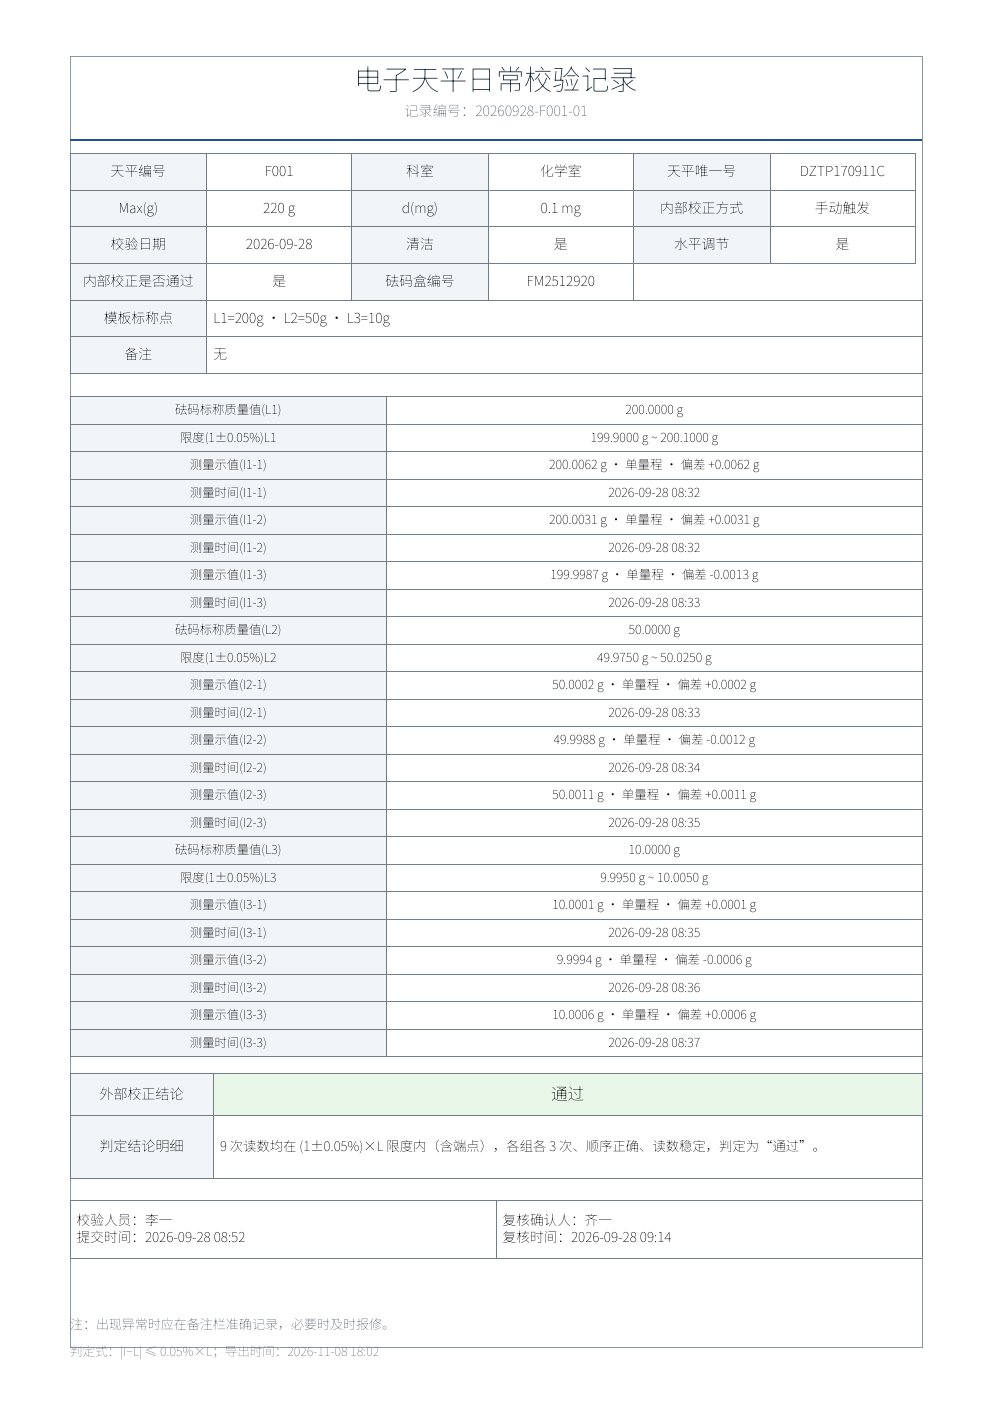 电子天平日常校验记录
记录编号：20260928-F001-01
天平编号 F001 科室 化学室 天平唯一号 DZTP170911C
Max(g) 220 g d(mg) 0.1 mg 内部校正方式 手动触发
校验日期 2026-09-28 清洁 是 水平调节 是
内部校正是否通过 是 砝码盒编号 FM2512920
模板标称点 L1=200g · L2=50g · L3=10g
备注 无
砝码标称质量值(L1) 200.0000 g
限度(1±0.05%)L1 199.9000 g ~ 200.1000 g
测量示值(I1-1) 200.0062 g · 单量程 · 偏差 +0.0062 g
测量时间(I1-1) 2026-09-28 08:32
测量示值(I1-2) 200.0031 g · 单量程 · 偏差 +0.0031 g
测量时间(I1-2) 2026-09-28 08:32
测量示值(I1-3) 199.9987 g · 单量程 · 偏差 -0.0013 g
测量时间(I1-3) 2026-09-28 08:33
砝码标称质量值(L2) 50.0000 g
限度(1±0.05%)L2 49.9750 g ~ 50.0250 g
测量示值(I2-1) 50.0002 g · 单量程 · 偏差 +0.0002 g
测量时间(I2-1) 2026-09-28 08:33
测量示值(I2-2) 49.9988 g · 单量程 · 偏差 -0.0012 g
测量时间(I2-2) 2026-09-28 08:34
测量示值(I2-3) 50.0011 g · 单量程 · 偏差 +0.0011 g
测量时间(I2-3) 2026-09-28 08:35
砝码标称质量值(L3) 10.0000 g
限度(1±0.05%)L3 9.9950 g ~ 10.0050 g
测量示值(I3-1) 10.0001 g · 单量程 · 偏差 +0.0001 g
测量时间(I3-1) 2026-09-28 08:35
测量示值(I3-2) 9.9994 g · 单量程 · 偏差 -0.0006 g
测量时间(I3-2) 2026-09-28 08:36
测量示值(I3-3) 10.0006 g · 单量程 · 偏差 +0.0006 g
测量时间(I3-3) 2026-09-28 08:37
外部校正结论 通过
判定结论明细 9 次读数均在 (1±0.05%)×L 限度内（含端点），各组各 3 次、顺序正确、读数稳定，判定为“通过”。
校验人员：李一 复核确认人：齐一
提交时间：2026-09-28 08:52 复核时间：2026-09-28 09:14
注：出现异常时应在备注栏准确记录，必要时及时报修。
判定式：|I−L| ≤ 0.05%×L；导出时间：2026-11-08 18:02